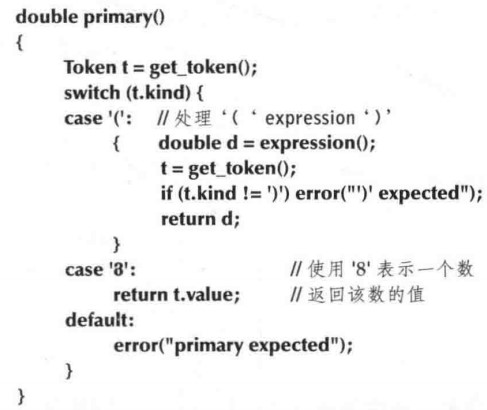 double primary()
{
Token t = get_token();
switch (t.kind) {
case '(': //处理 ‘( ‘ expression ‘)’
{ double d = expression();
t = get_token();
if (t.kind != ')') error("')' expected");
return d;
}
case '8': //使用 '8' 表示一个数
return t.value; //返回该数的值
default:
error("primary expected");
}
}